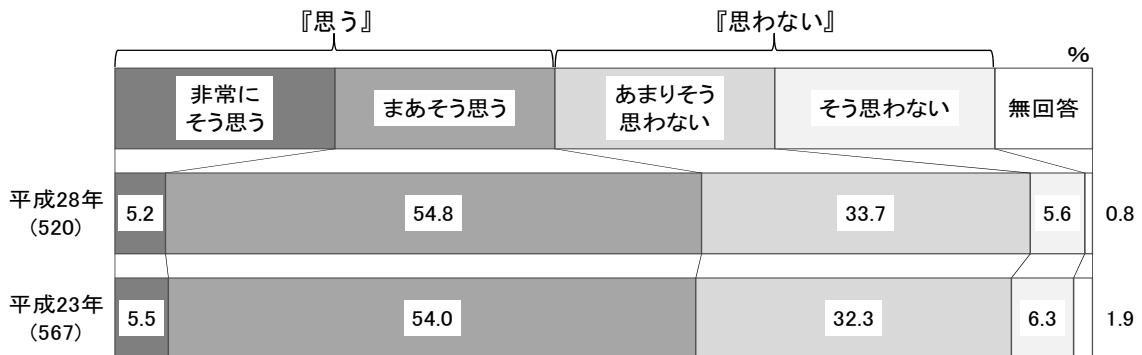 『思う』
『思わない』
%
非常に
そう思う
まあそう思う
あまりそう
思わない
そう思わない
無回答
平成28年
(520)
5.2
54.8
33.7
5.6
0.8
平成23年
(567)
5.5
54.0
32.3
6.3
1.9